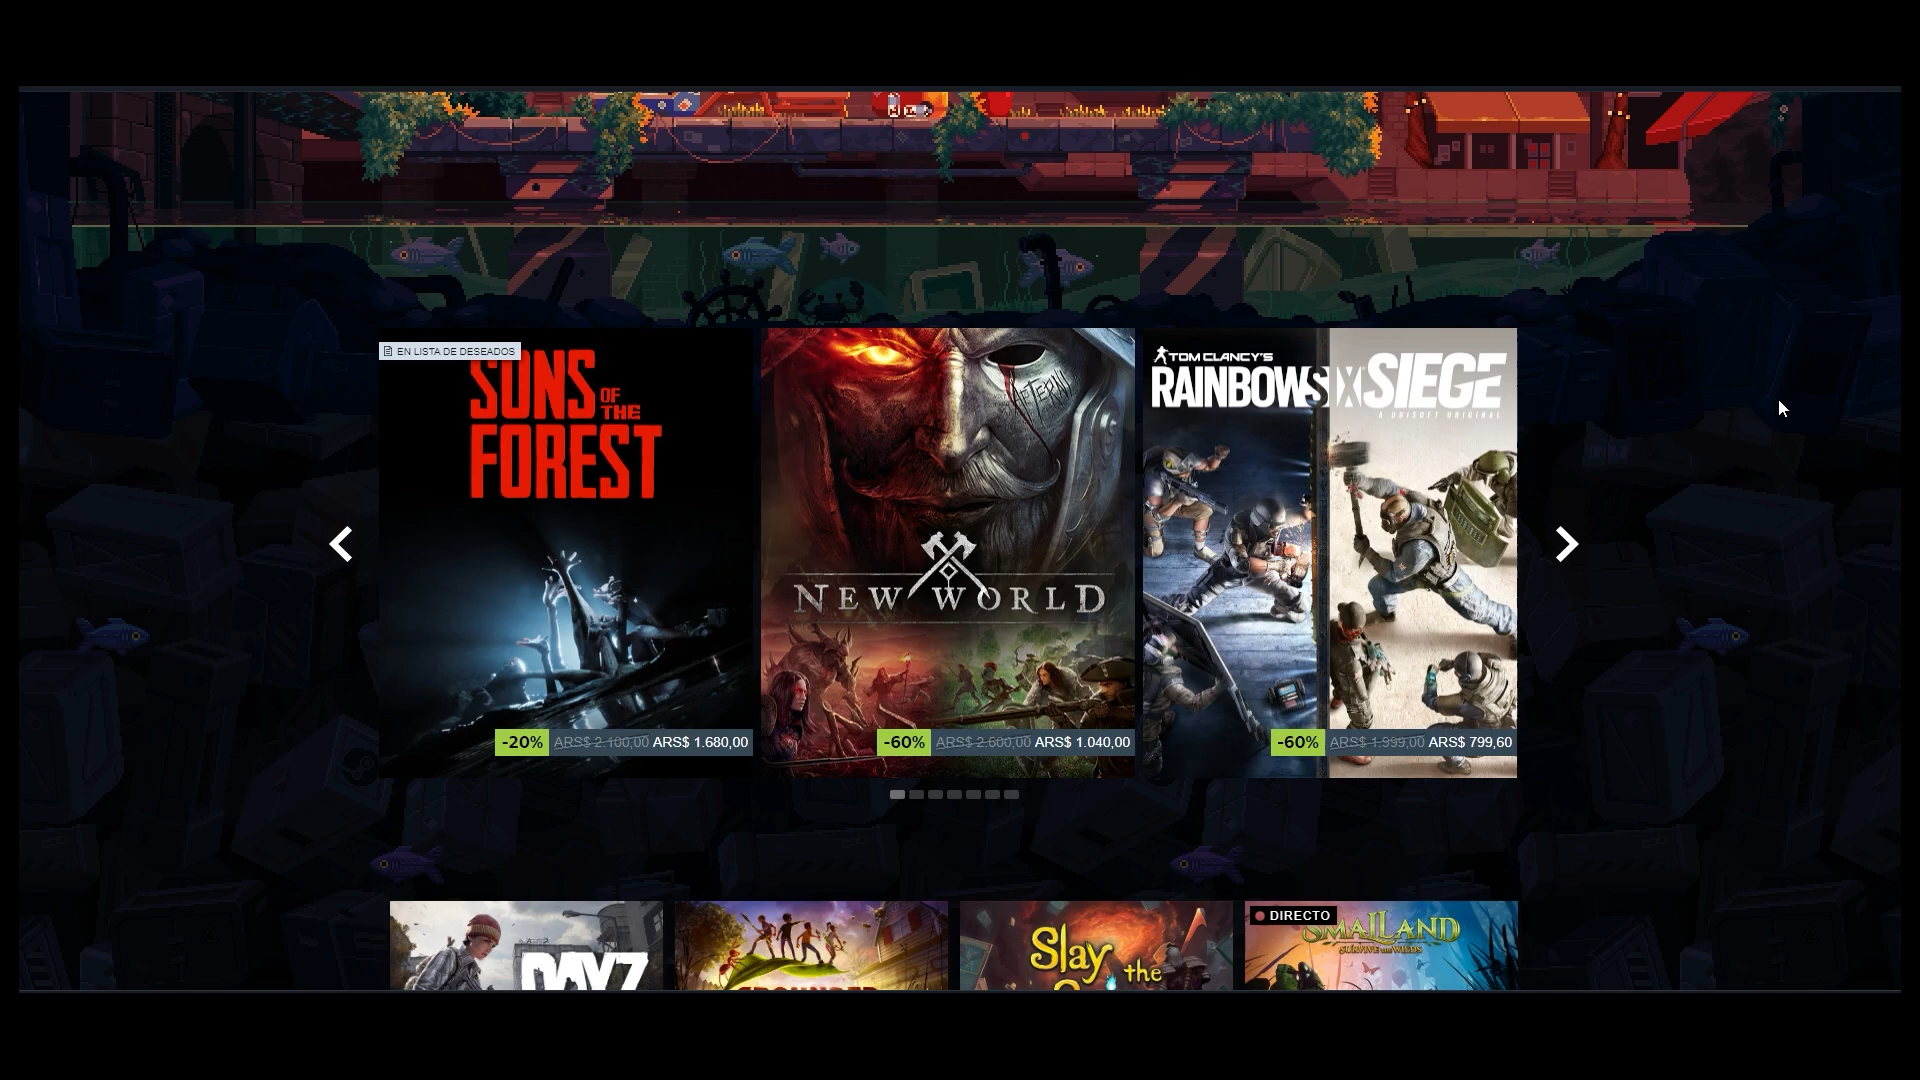 EN LISTA DE DESEADOS
SONS
OF
THE
FOREST
-20% ARS$ 2.100,00 ARS$ 1.680,00
AETERNUM
NEW WORLD
-60% ARS$ 2.600,00 ARS$ 1.040,00
TOM CLANCY'S
RAINBOW SIX SIEGE
A UBISOFT ORIGINAL
-60% ARS$ 1.999,00 ARS$ 799,60
DAYZ
GROUNDED
Slay
the
DIRECTO
SMALLAND
SURVIVE THE WILDS